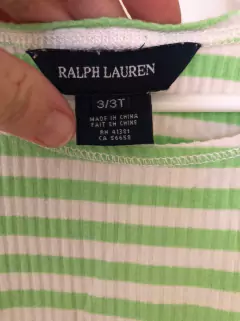 RALPH LAUREN
3/3T
MADE IN CHINA
FAIT EN CHINE
RN 41381
CA 56658